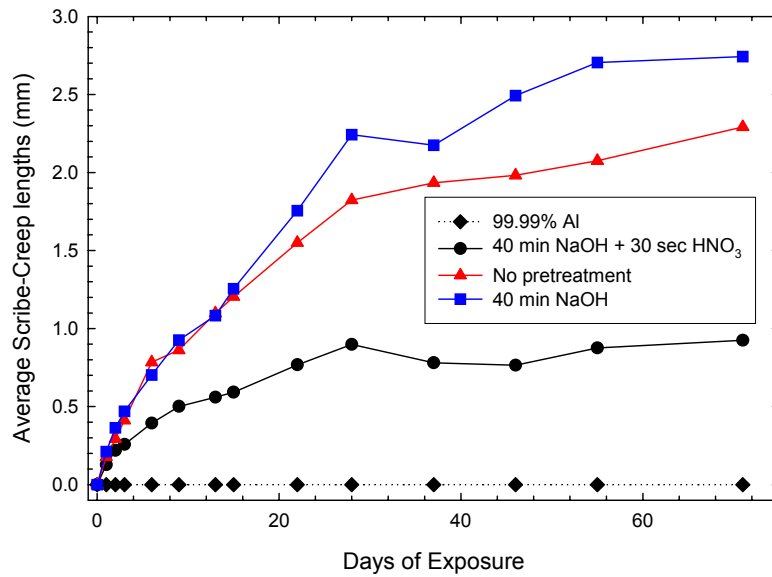 3.0
2.5
2.0
1.5
1.0
0.5
0.0
Average Scribe-Creep lengths (mm)
99.99% Al
40 min NaOH + 30 sec HNO₃
No pretreatment
40 min NaOH
0 20 40 60
Days of Exposure